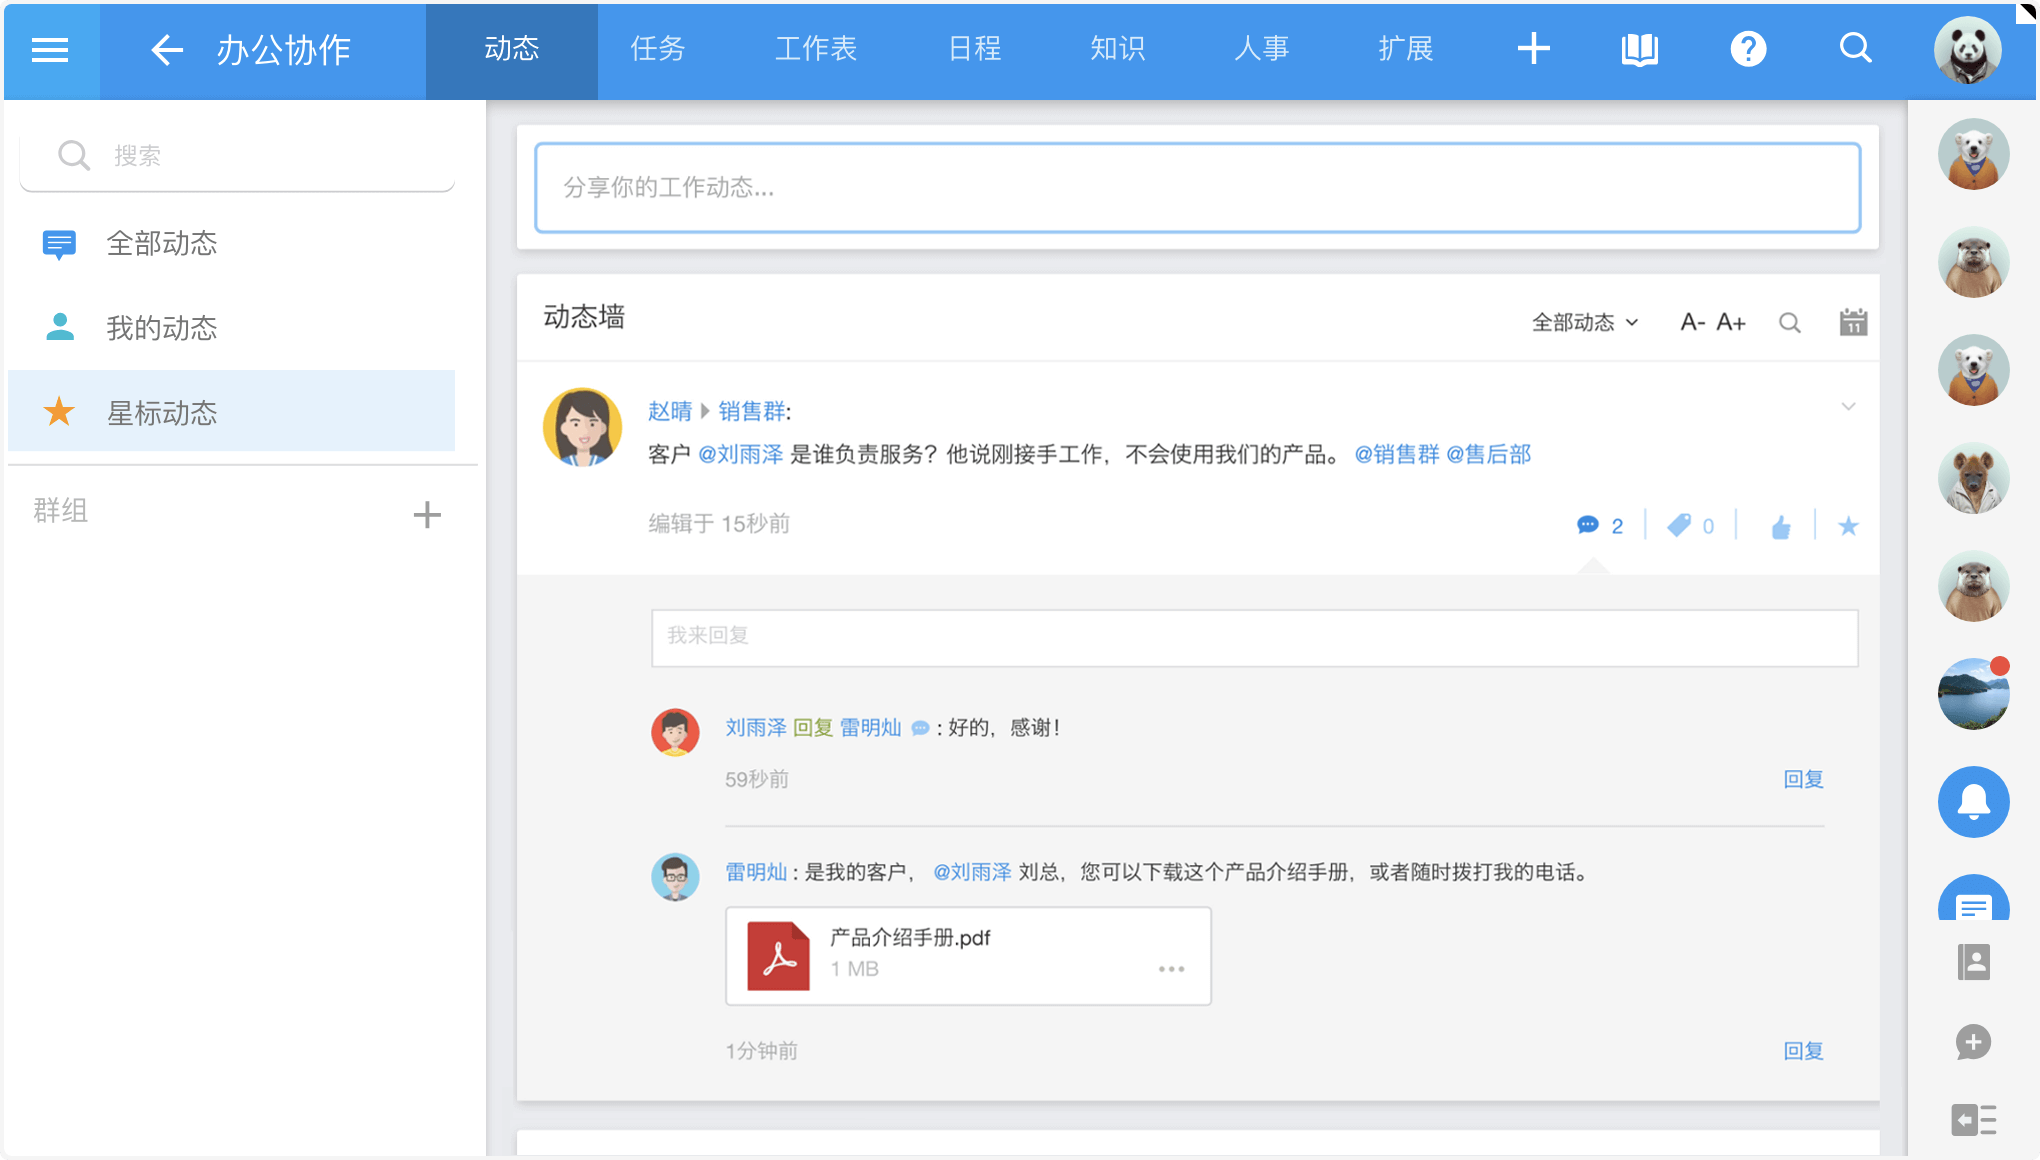 办公协作 动态 任务 工作表 日程 知识 人事 扩展
搜索
全部动态
我的动态
星标动态
群组
分享你的工作动态...
动态墙 全部动态 A- A+ 11
赵晴 销售群:
客户 @刘雨泽 是谁负责服务？他说刚接手工作，不会使用我们的产品。 @销售群 @售后部
编辑于 15秒前 2 0
我来回复
刘雨泽 回复 雷明灿 : 好的，感谢！
59秒前 回复
雷明灿 : 是我的客户， @刘雨泽 刘总，您可以下载这个产品介绍手册，或者随时拨打我的电话。
产品介绍手册.pdf
1 MB
1分钟前 回复